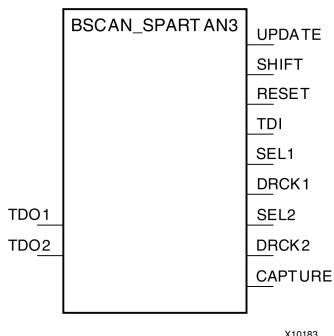 BSCAN_SPARTAN3
UPDATE
SHIFT
RESET
TDI
SEL1
DRCK1
TDO1
SEL2
TDO2
DRCK2
CAPTURE
X10183